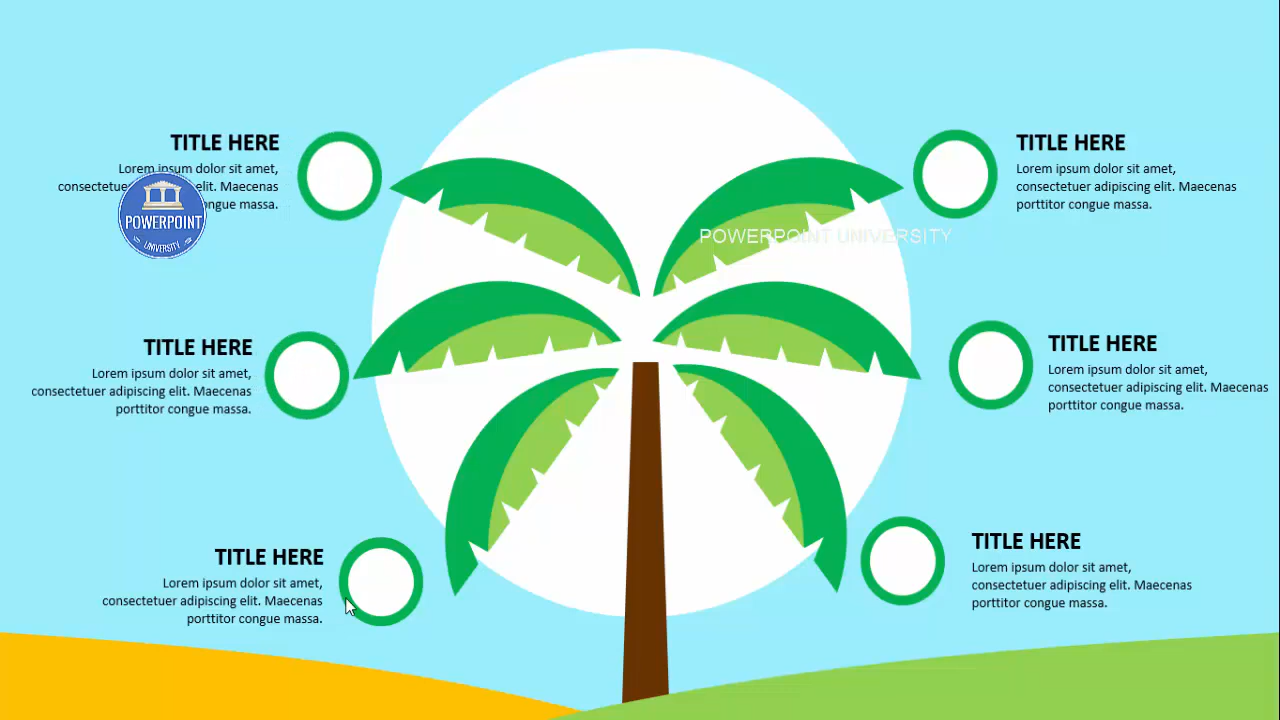 TITLE HERE
Lorem ipsum dolor sit amet,
consectetue elit. Maecenas
ongue massa.
POWERPOINT
UNIVERSITY
TITLE HERE
Lorem ipsum dolor sit amet,
consectetuer adipiscing elit. Maecenas
porttitor congue massa.
POWERPOINT UNIVERSITY
TITLE HERE
Lorem ipsum dolor sit amet,
consectetuer adipiscing elit. Maecenas
porttitor congue massa.
TITLE HERE
Lorem ipsum dolor sit amet,
consectetuer adipiscing elit. Maecenas
porttitor congue massa.
TITLE HERE
Lorem ipsum dolor sit amet,
consectetuer adipiscing elit. Maecenas
porttitor congue massa.
TITLE HERE
Lorem ipsum dolor sit amet,
consectetuer adipiscing elit. Maecenas
porttitor congue massa.